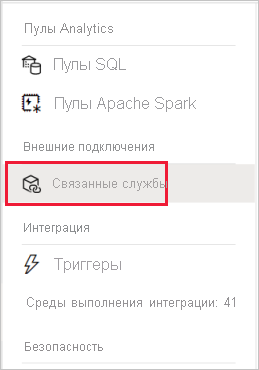 Пулы Analytics
Пулы SQL
Пулы Apache Spark
Внешние подключения
Связанные службы
Интеграция
Триггеры
Среды выполнения интеграции: 41
Безопасность